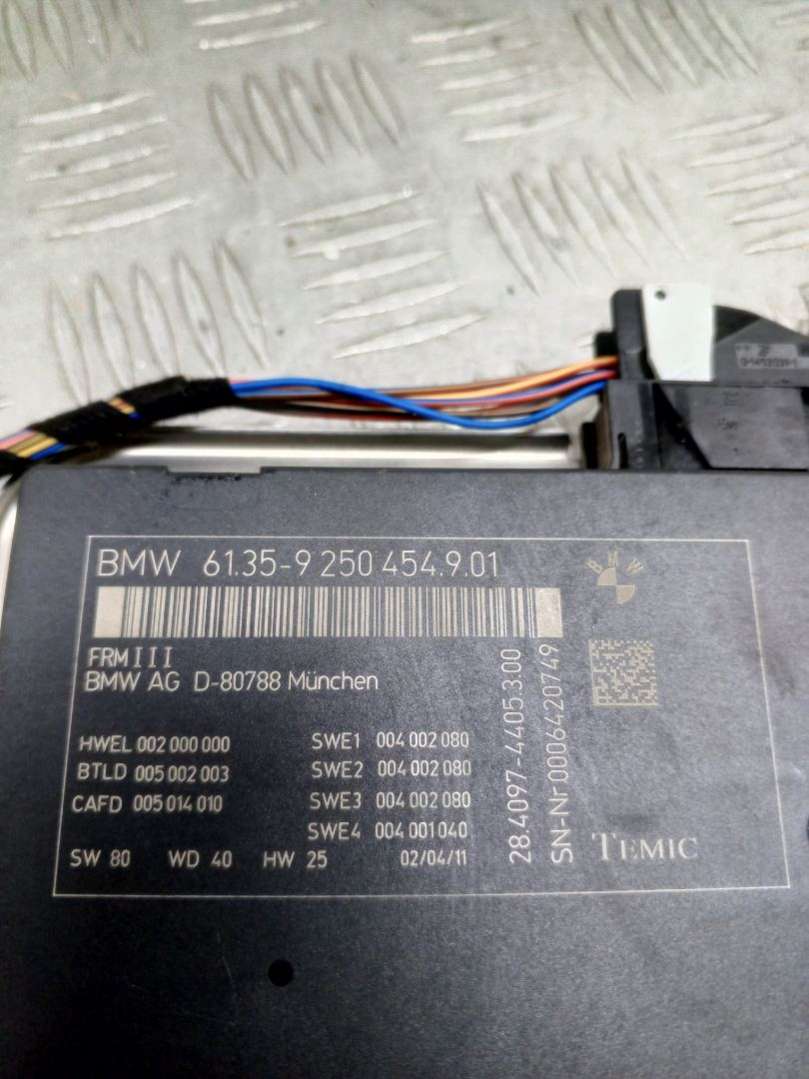 BMW 61.35-9 250 454.9.01
BMW
FRMIII
BMW AG D-80788 München
HWEL 002 000 000
BTLD 005 002 003
CAFD 005 014 010
SWE1 004 002 080
SWE2 004 002 080
SWE3 004 002 080
SWE4 004 001 040
SW 80 WD 40 HW 25 02/04/11
28.4097-4405.3.00
SN-Nr0006420749
TEMIC